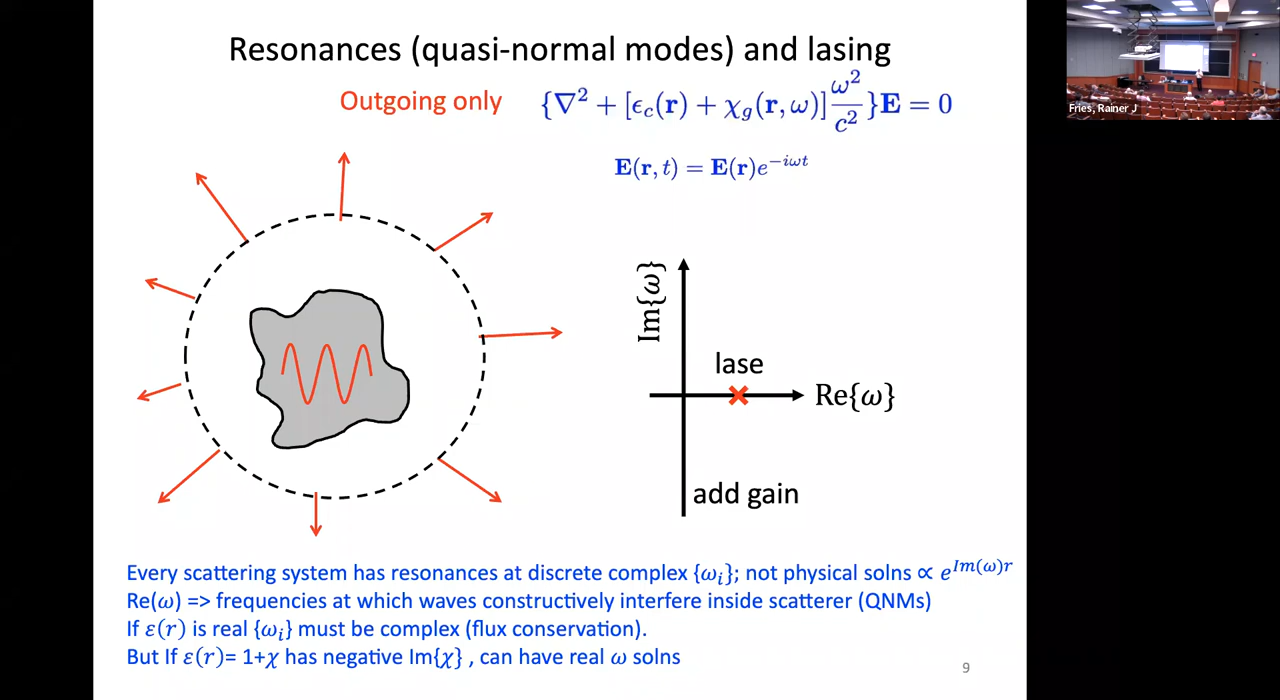 Resonances (quasi-normal modes) and lasing
Outgoing only
{∇² + [ϵ_c(𝐫) + χ_g(𝐫, ω)] ω²/c² }𝐄 = 0
𝐄(𝐫, t) = 𝐄(𝐫)e^{−iωt}
Im{ω}
lase
Re{ω}
add gain
Every scattering system has resonances at discrete complex {ω_i}; not physical solns ∝ e^{Im(ω)r}
Re(ω) => frequencies at which waves constructively interfere inside scatterer (QNMs)
If ε(r) is real {ω_i} must be complex (flux conservation).
But If ε(r)= 1+χ has negative Im{χ} , can have real ω solns
9
Fries, Rainer J